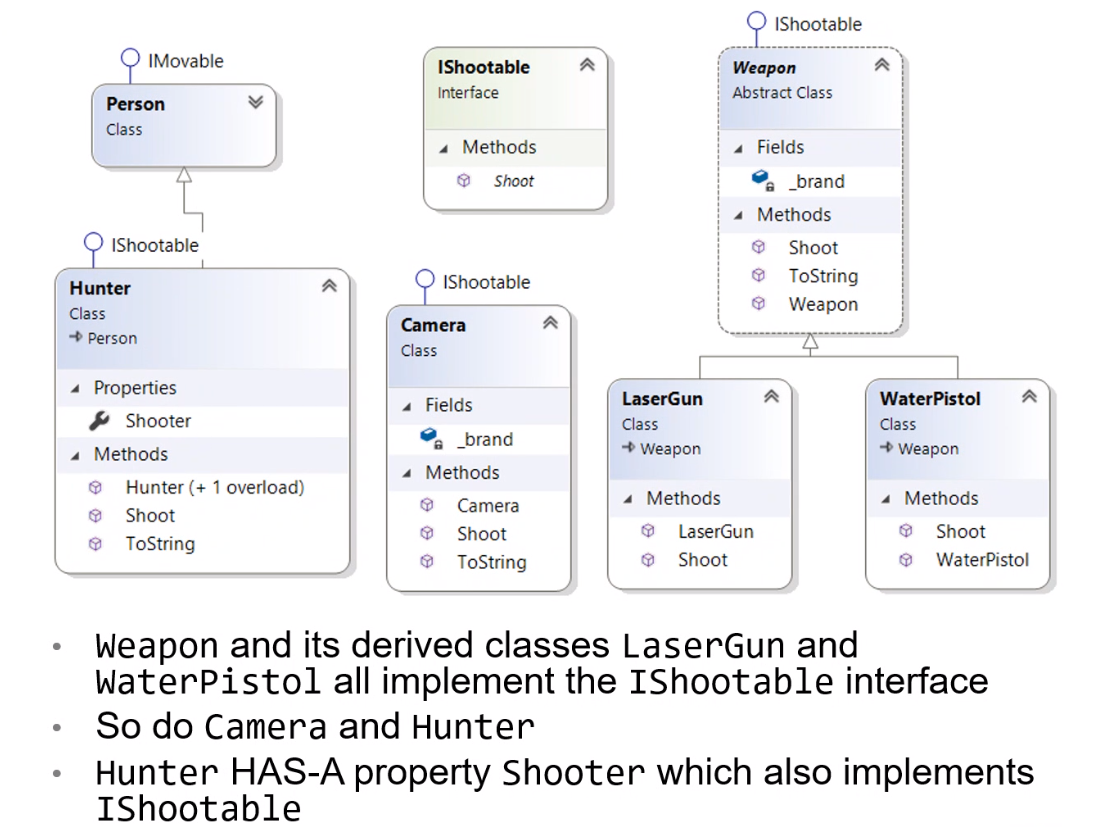 IMovable
Person
Class
IShootable
Hunter
Class
Person
Properties
Shooter
Methods
Hunter (+ 1 overload)
Shoot
ToString
IShootable
Interface
Methods
Shoot
IShootable
Camera
Class
Fields
_brand
Methods
Camera
Shoot
ToString
IShootable
Weapon
Abstract Class
Fields
_brand
Methods
Shoot
ToString
Weapon
LaserGun
Class
Weapon
Methods
LaserGun
Shoot
WaterPistol
Class
Weapon
Methods
Shoot
WaterPistol
• Weapon and its derived classes LaserGun and
WaterPistol all implement the IShootable interface
• So do Camera and Hunter
• Hunter HAS-A property Shooter which also implements
IShootable